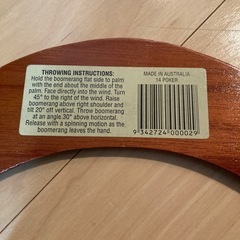 THROWING INSTRUCTIONS:
Hold the boomerang flat side to palm
with the end about the middle of the
palm. Face directly into the wind. Turn
45° to the right of the wind. Raise
boomerang above right shoulder and
tilt 20° off vertical. Throw the
boomerang at an angle 30° above horizontal.
Release with a spinning motion as the
boomerang leaves the hand.
MADE IN AUSTRALIA
14 POKER
9 342724 000029